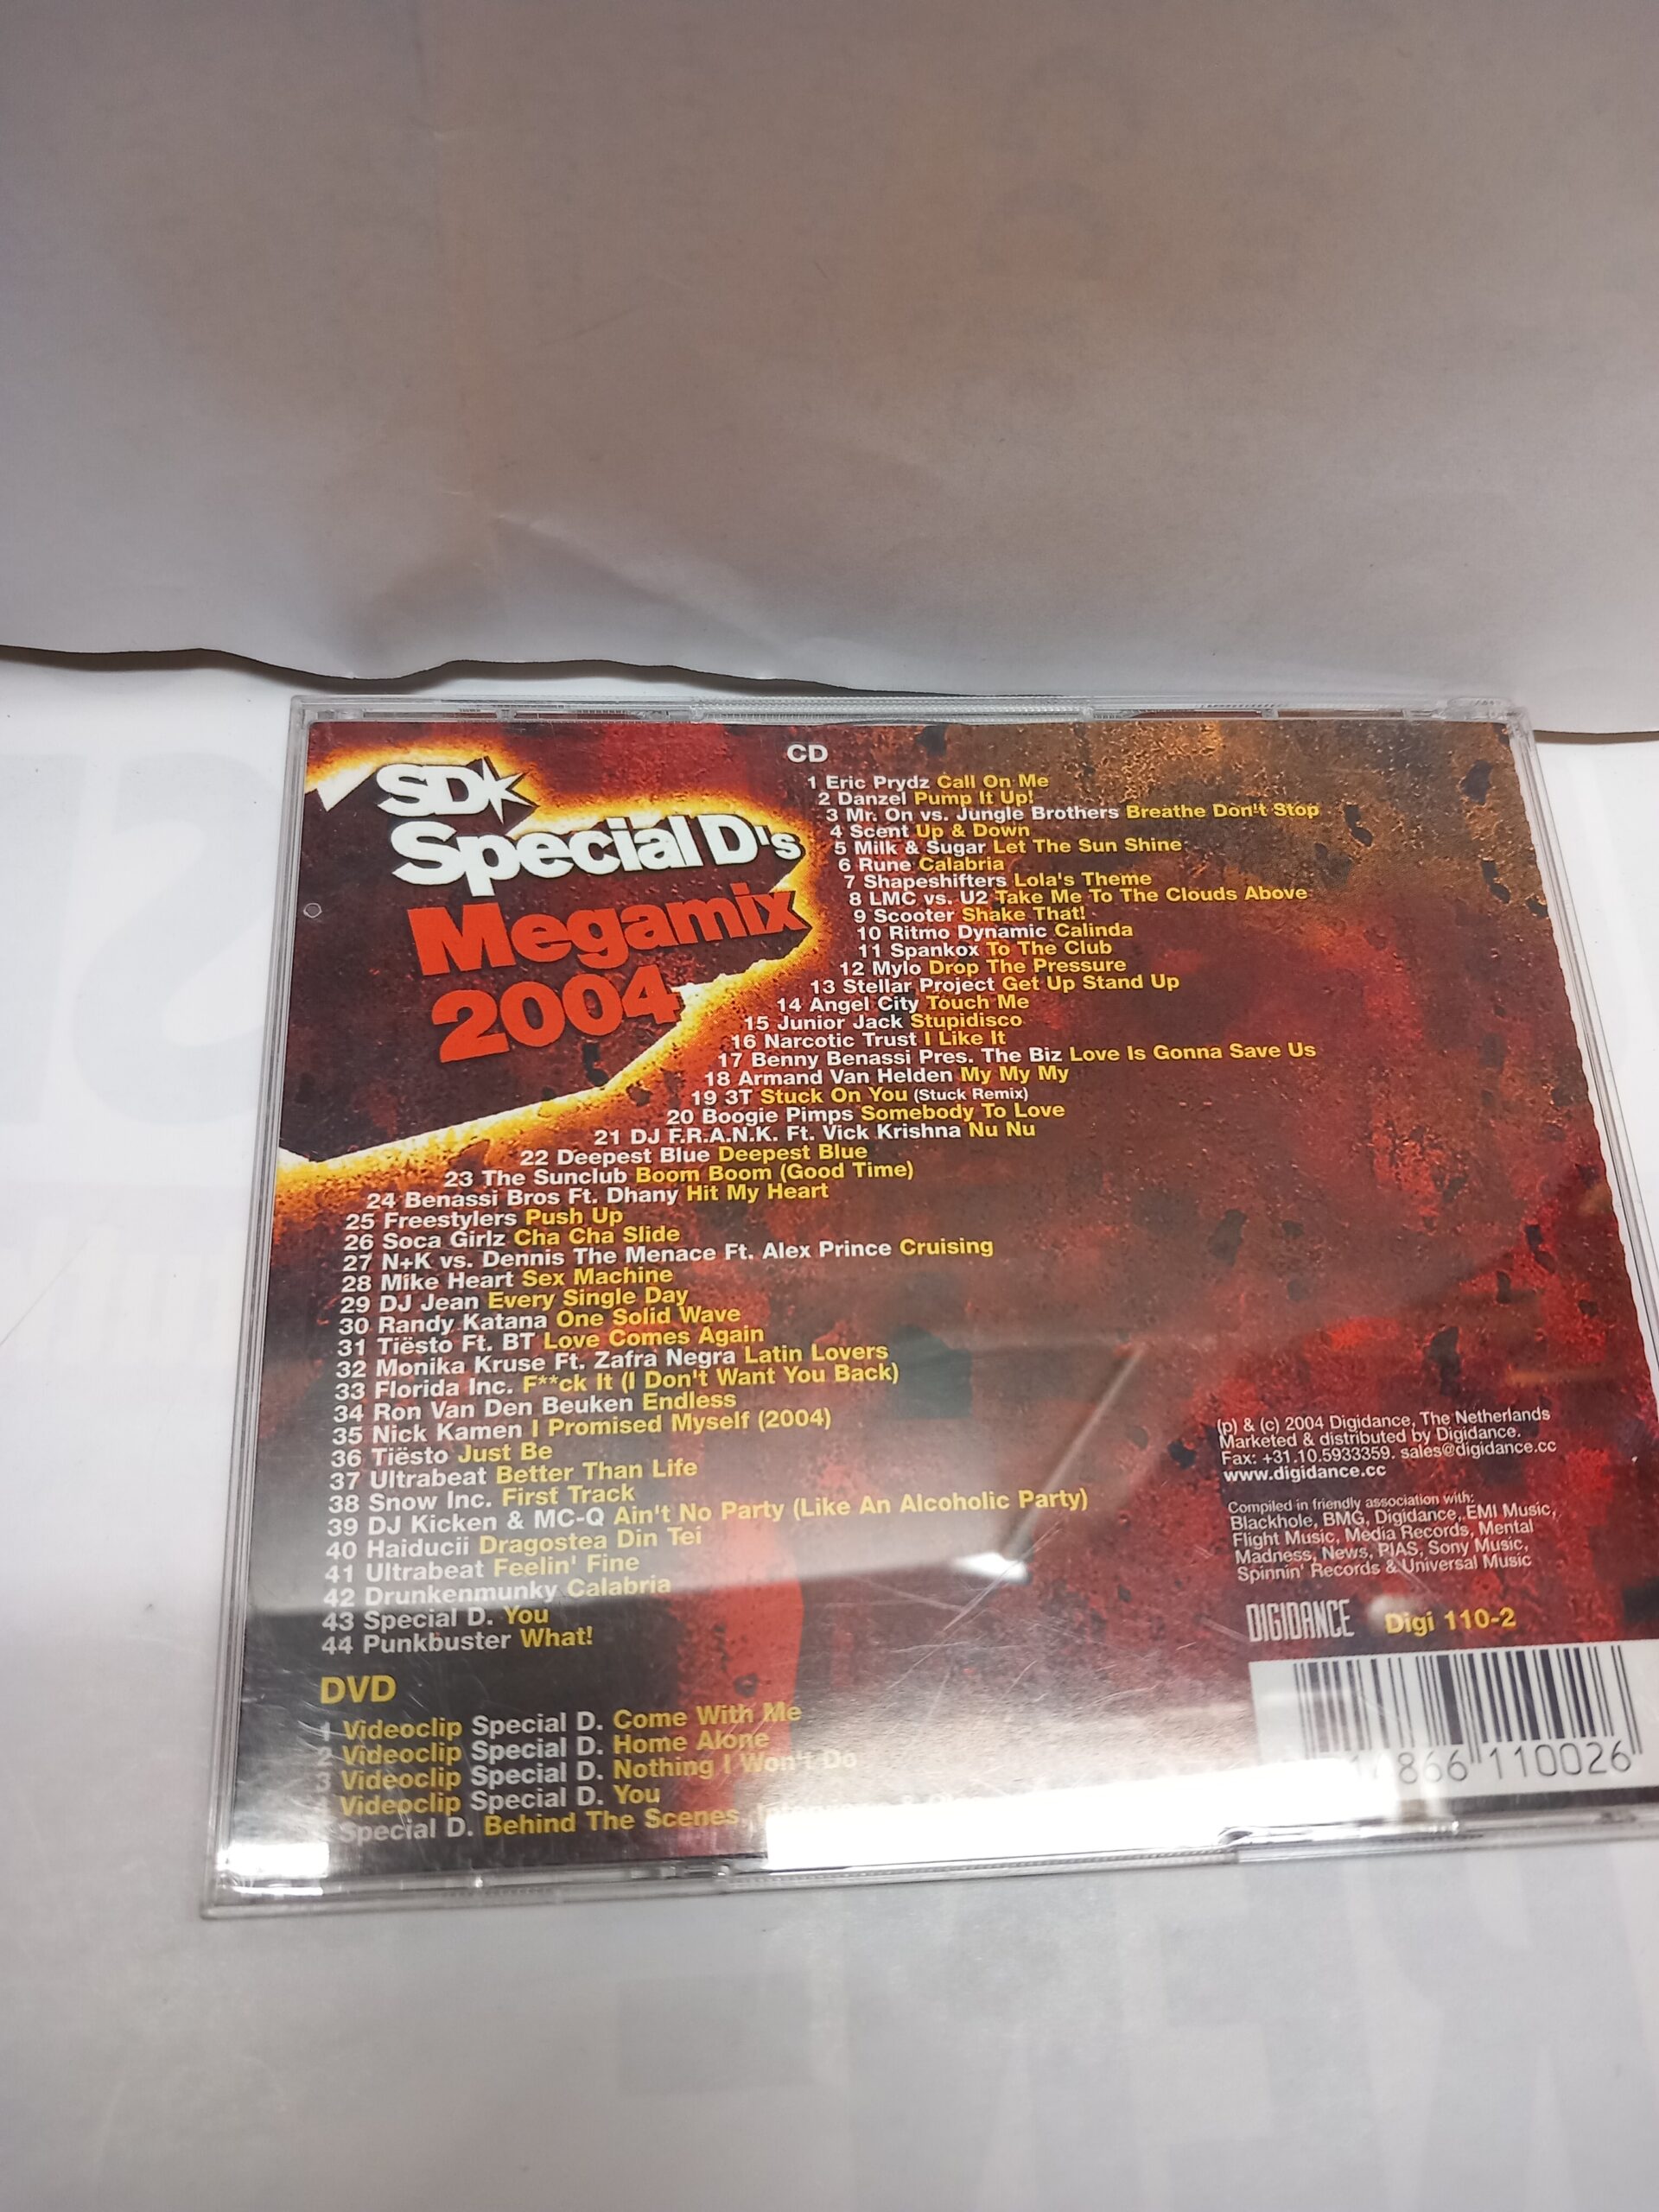 SD
Special D's
Megamix
2004
CD
1 Eric Prydz Call On Me
2 Danzel Pump It Up!
3 Mr. On vs. Jungle Brothers Breathe Don't Stop
4 Scent Up & Down
5 Milk & Sugar Let The Sun Shine
6 Rune Calabria
7 Shapeshifters Lola's Theme
8 LMC vs. U2 Take Me To The Clouds Above
9 Scooter Shake That!
10 Ritmo Dynamic Calinda
11 Spankox To The Club
12 Mylo Drop The Pressure
13 Stellar Project Get Up Stand Up
14 Angel City Touch Me
15 Junior Jack Stupidisco
16 Narcotic Trust I Like It
17 Benny Benassi Pres. The Biz Love Is Gonna Save Us
18 Armand Van Helden My My My
19 3T Stuck On You (Stuck Remix)
20 Boogie Pimps Somebody To Love
21 DJ F.R.A.N.K. Ft. Vick Krishna Nu Nu
22 Deepest Blue Deepest Blue
23 The Sunclub Boom Boom (Good Time)
24 Benassi Bros Ft. Dhany Hit My Heart
25 Freestylers Push Up
26 Soca Girlz Cha Cha Slide
27 N+K vs. Dennis The Menace Ft. Alex Prince Cruising
28 Mike Heart Sex Machine
29 DJ Jean Every Single Day
30 Randy Katana One Solid Wave
31 Tiësto Ft. BT Love Comes Again
32 Monika Kruse Ft. Zafra Negra Latin Lovers
33 Florida Inc. F**ck It (I Don't Want You Back)
34 Ron Van Den Beuken Endless
35 Nick Kamen I Promised Myself (2004)
36 Tiësto Just Be
37 Ultrabeat Better Than Life
38 Snow Inc. First Track
39 DJ Kicken & MC-Q Ain't No Party (Like An Alcoholic Party)
40 Haiducii Dragostea Din Tei
41 Ultrabeat Feelin' Fine
42 Drunkenmunky Calabria
43 Special D. You
44 Punkbuster What!
DVD
1 Videoclip Special D. Come With Me
2 Videoclip Special D. Home Alone
3 Videoclip Special D. Nothing I Won't Do
Videoclip Special D. You
Special D. Behind The Scenes,
(p) & (c) 2004 Digidance, The Netherlands
Marketed & distributed by Digidance.
Fax: +31.10.5933359. sales@digidance.cc
www.digidance.cc
Compiled in friendly association with:
Blackhole, BMG, Digidance, EMI Music,
Flight Music, Media Records, Mental
Madness, News, PIAS, Sony Music,
Spinnin' Records & Universal Music
DIGIDANCE Digi 110-2
866 110026